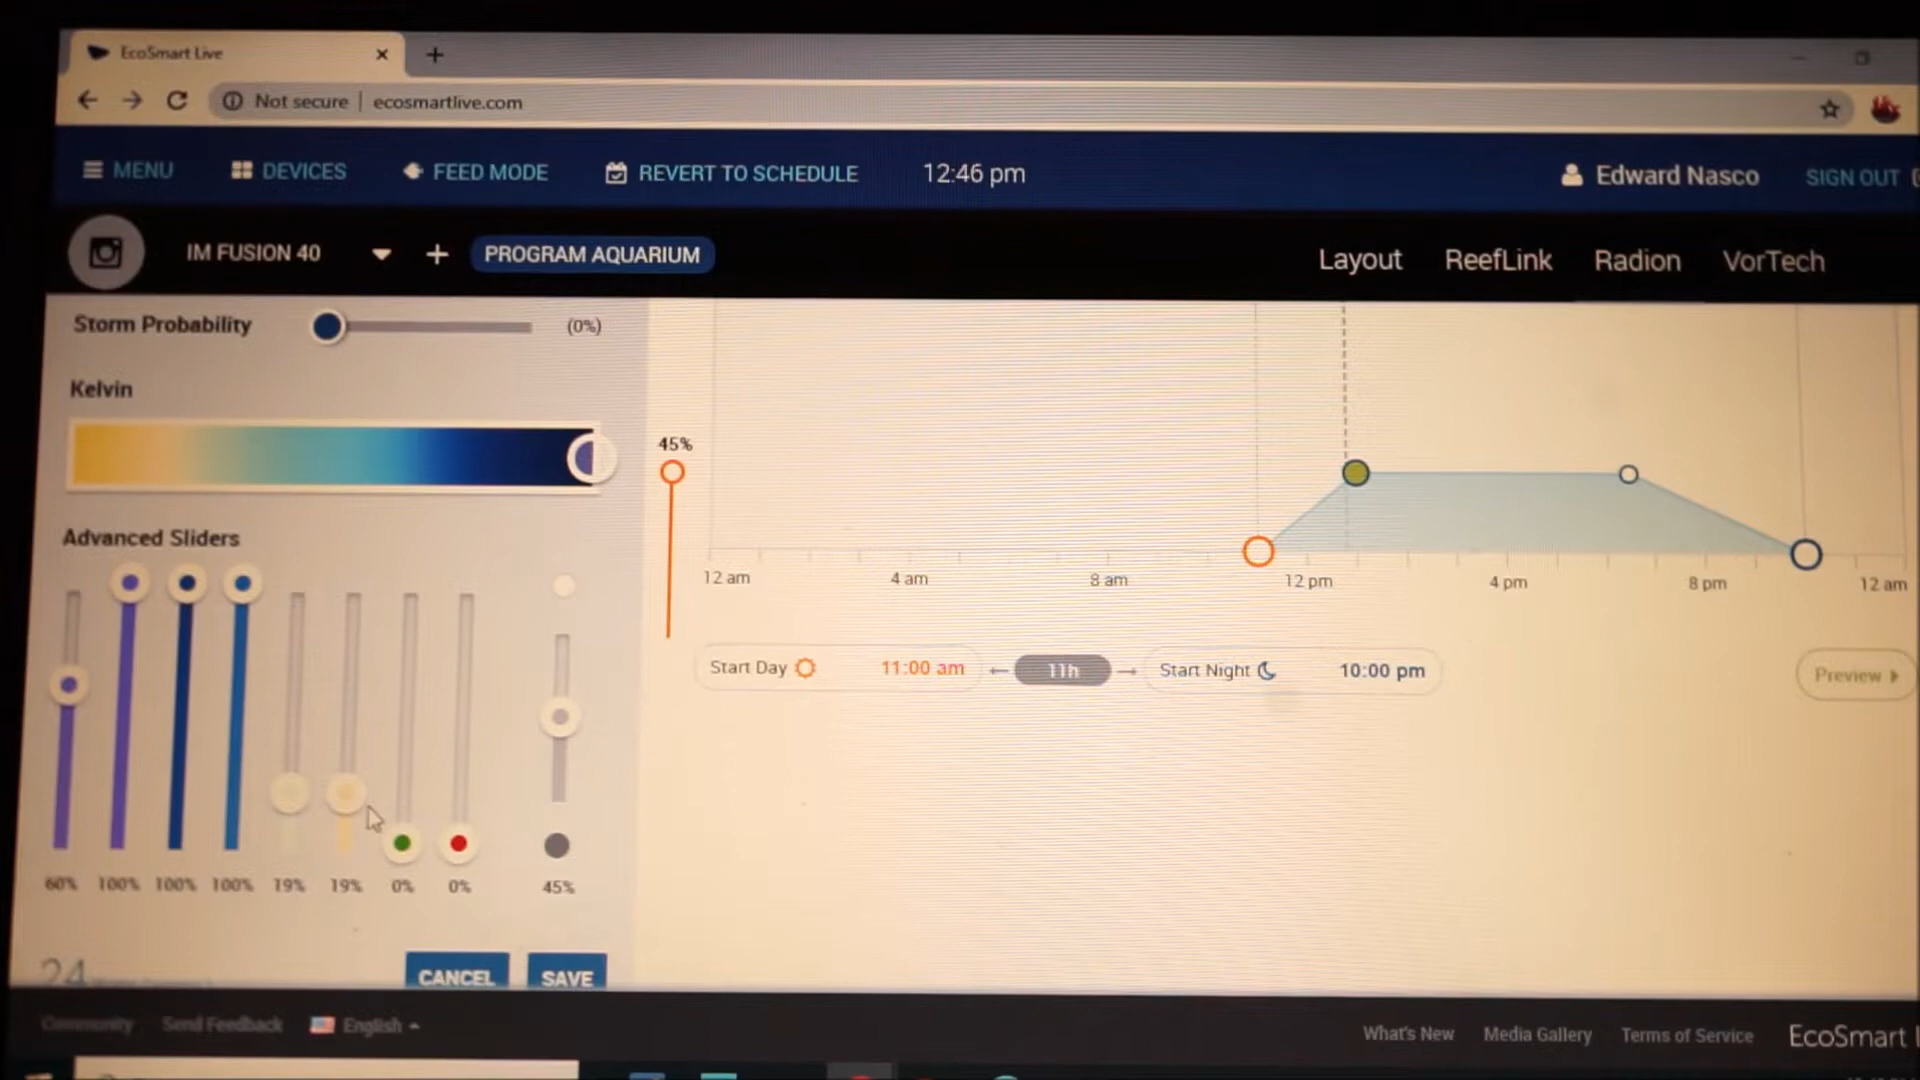 EcoSmart Live
Not secure | ecosmartlive.com
MENU DEVICES FEED MODE REVERT TO SCHEDULE 12:46 pm Edward Nasco SIGN OUT
IM FUSION 40 + PROGRAM AQUARIUM Layout ReefLink Radion VorTech
Storm Probability (0%)
Kelvin
45%
Advanced Sliders
12 am 4 am 8 am 12 pm 4 pm 8 pm 12 am
Start Day 11:00 am 11h Start Night 10:00 pm Preview
60% 100% 100% 100% 19% 19% 0% 0% 45%
24
CANCEL SAVE
Community Send Feedback English What's New Media Gallery Terms of Service EcoSmart